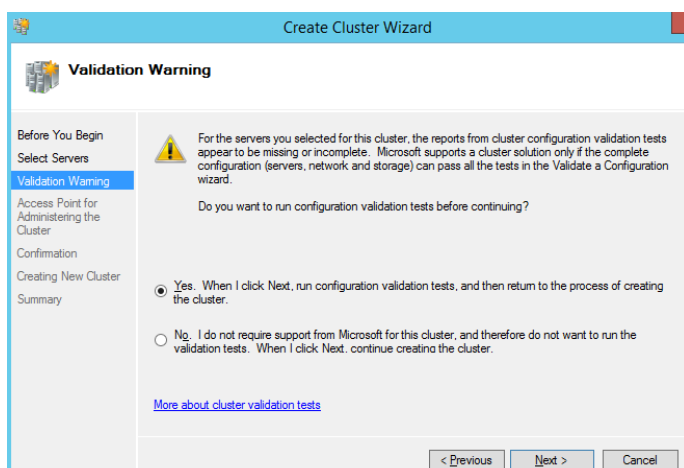 Create Cluster Wizard
Validation Warning
Before You Begin
Select Servers
Validation Warning
Access Point for
Administering the
Cluster
Confirmation
Creating New Cluster
Summary
For the servers you selected for this cluster, the reports from cluster configuration validation tests
appear to be missing or incomplete. Microsoft supports a cluster solution only if the complete
configuration (servers, network and storage) can pass all the tests in the Validate a Configuration
wizard.
Do you want to run configuration validation tests before continuing?
Yes. When I click Next, run configuration validation tests, and then return to the process of creating
the cluster.
No. I do not require support from Microsoft for this cluster, and therefore do not want to run the
validation tests. When I click Next, continue creating the cluster.
More about cluster validation tests
< Previous
Next >
Cancel